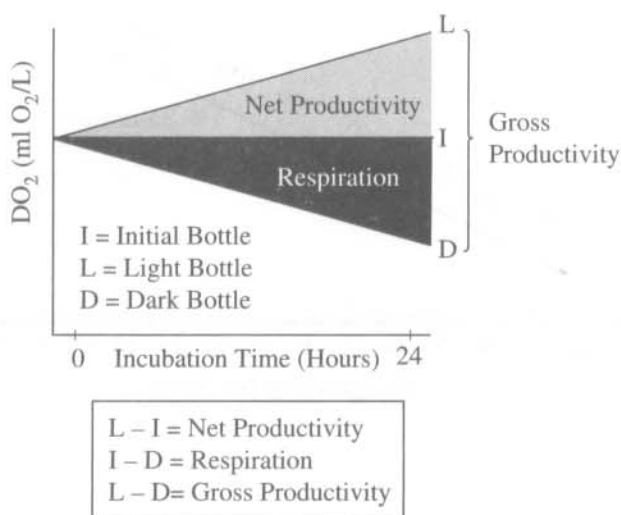 L
Net Productivity
Gross
Productivity
I
Respiration
D
DO₂ (ml O₂/L)
I = Initial Bottle
L = Light Bottle
D = Dark Bottle
0 Incubation Time (Hours) 24
L – I = Net Productivity
I – D = Respiration
L – D= Gross Productivity